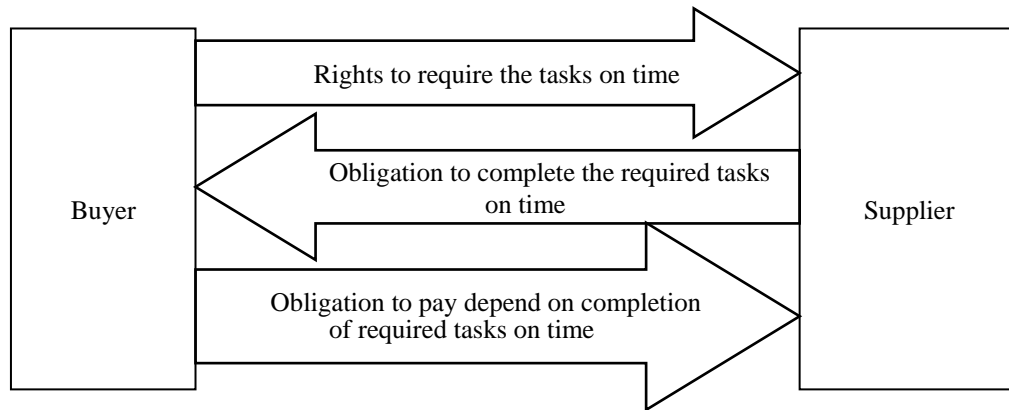 Rights to require the tasks on time
Obligation to complete the required tasks
on time
Buyer
Supplier
Obligation to pay depend on completion
of required tasks on time